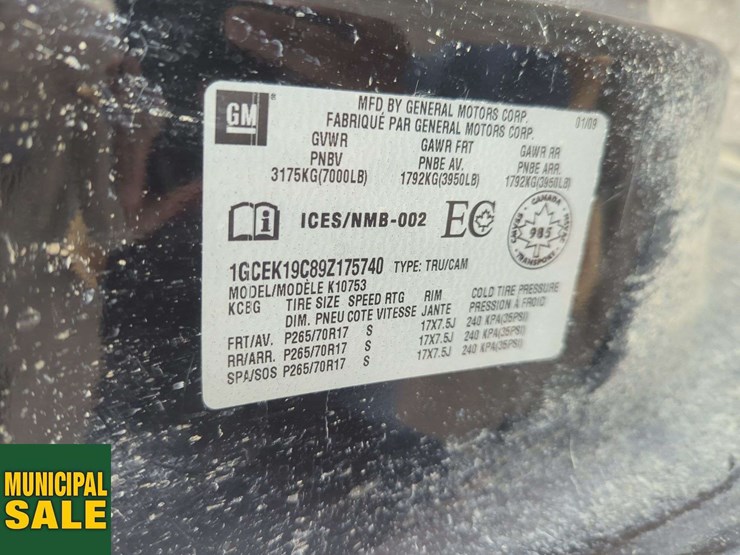 GM
MFD BY GENERAL MOTORS CORP.
FABRIQUÉ PAR GENERAL MOTORS CORP.
01/09
GVWR GAWR FRT GAWR RR
PNBV PNBE AV. PNBE ARR.
3175KG(7000LB) 1792KG(3950LB) 1792KG(3950LB)
ICES/NMB-002 EC
CANADA
985
TRANSPORT
1GCEK19C89Z175740 TYPE: TRU/CAM
MODEL/MODÈLE K10753
KCBG TIRE SIZE SPEED RTG RIM COLD TIRE PRESSURE
DIM. PNEU COTE VITESSE JANTE PRESSION À FROID
FRT/AV. P265/70R17 S 17X7.5J 240 KPA(35PSI)
RR/ARR. P265/70R17 S 17X7.5J 240 KPA(35PSI)
SPA/SOS P265/70R17 S 17X7.5J 240 KPA(35PSI)
MUNICIPAL
SALE